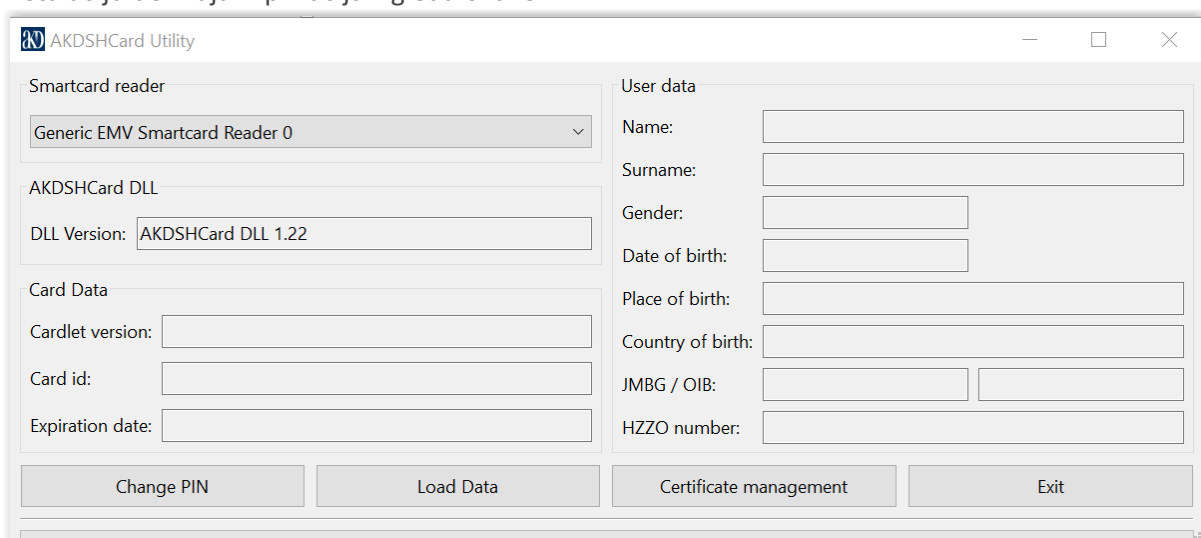 AKDSHCard Utility
Smartcard reader
Generic EMV Smartcard Reader 0
AKDSHCard DLL
DLL Version: AKDSHCard DLL 1.22
Card Data
Cardlet version:
Card id:
Expiration date:
User data
Name:
Surname:
Gender:
Date of birth:
Place of birth:
Country of birth:
JMBG / OIB:
HZZO number:
Change PIN
Load Data
Certificate management
Exit